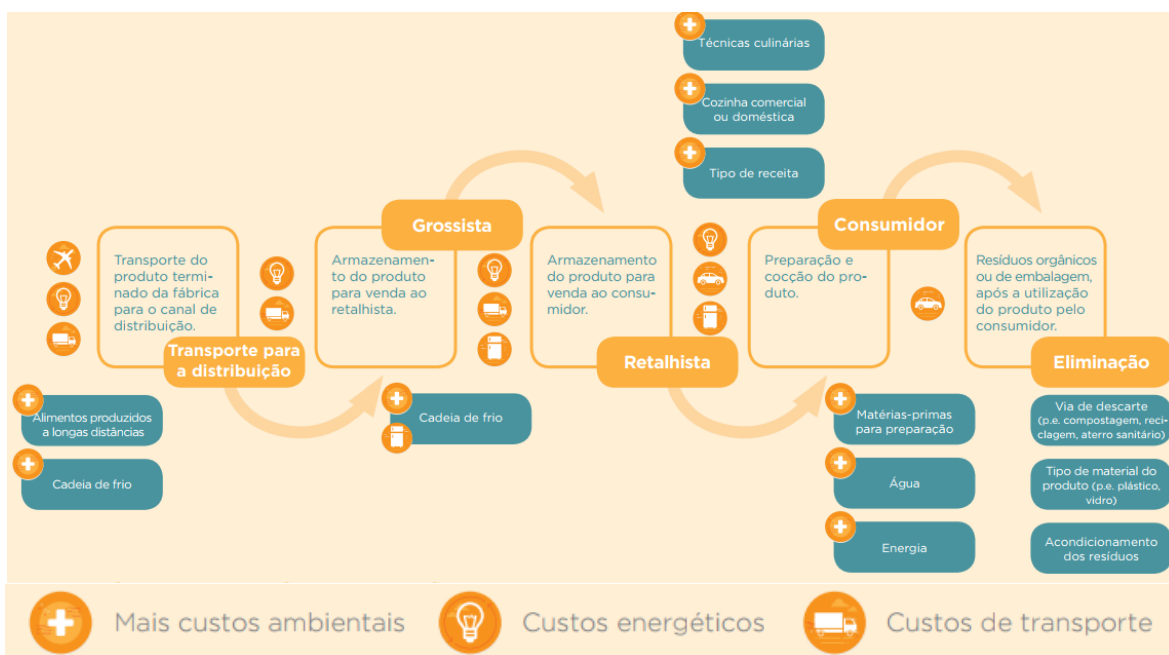 Técnicas culinárias
Cozinha comercial
ou doméstica
Tipo de receita
Transporte do
produto termi-
nado da fábrica
para o canal de
distribuição.
Transporte para
a distribuição
Alimentos produzidos
a longas distâncias
Cadeia de frio
Grossista
Armazenamen-
to do produto
para venda ao
retalhista.
Cadeia de frio
Armazenamento
do produto para
venda ao consu-
midor.
Retalhista
Consumidor
Preparação e
cocção do pro-
duto.
Matérias-primas
para preparação
Água
Energia
Resíduos orgânicos
ou de embalagem,
após a utilização
do produto pelo
consumidor.
Eliminação
Via de descarte
(p.e. compostagem, reci-
clagem, aterro sanitário)
Tipo de material do
produto (p.e. plástico,
vidro)
Acondicionamento
dos resíduos
Mais custos ambientais
Custos energéticos
Custos de transporte